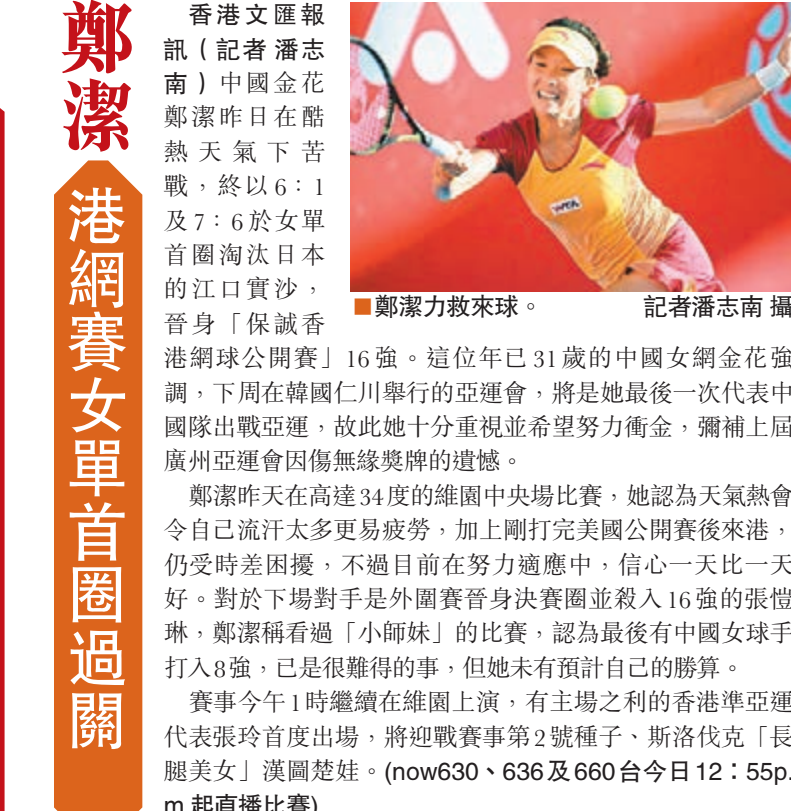 鄭潔
港網賽女單首圈過關
香港文匯報
訊（記者 潘志
南）中國金花
鄭潔昨日在酷
熱天氣下苦
戰，終以6：1
及7：6於女單
首圈淘汰日本
的江口實沙，
晉身「保誠香
港網球公開賽」16強。這位年已31歲的中國女網金花強
調，下周在韓國仁川舉行的亞運會，將是她最後一次代表中
國隊出戰亞運，故此她十分重視並希望努力衝金，彌補上屆
廣州亞運會因傷無緣獎牌的遺憾。
鄭潔昨天在高達34度的維園中央場比賽，她認為天氣熱會
令自己流汗太多更易疲勞，加上剛打完美國公開賽後來港，
仍受時差困擾，不過目前在努力適應中，信心一天比一天
好。對於下場對手是外圍賽晉身決賽圈並殺入16強的張愷
琳，鄭潔稱看過「小師妹」的比賽，認為最後有中國女球手
打入8強，已是很難得的事，但她未有預計自己的勝算。
賽事今午1時繼續在維園上演，有主場之利的香港準亞運
代表張玲首度出場，將迎戰賽事第2號種子、斯洛伐克「長
腿美女」漢圖楚娃。(now630、636及660台今日12：55p.
m.起直播比賽)
■鄭潔力救來球。 記者潘志南 攝